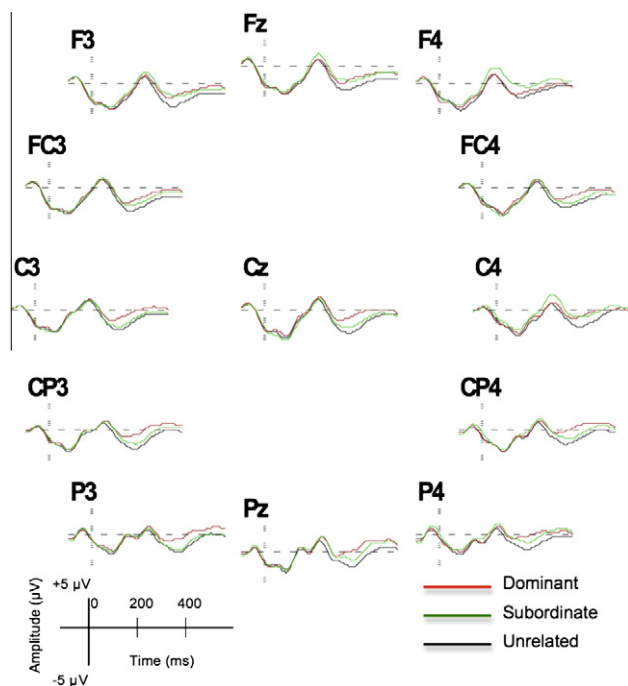 F3 Fz F4
FC3 FC4
C3 Cz C4
CP3 CP4
P3 Pz P4
Amplitude (µV)
+5 µV
0 200 400
Time (ms)
-5 µV
Dominant
Subordinate
Unrelated